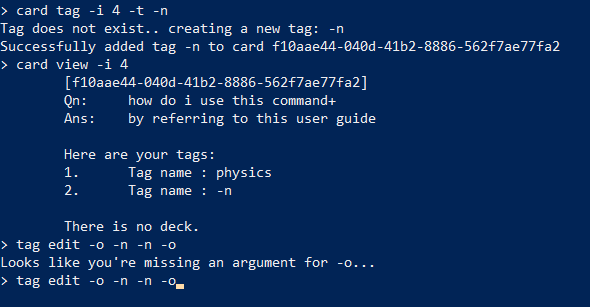 > card tag -i 4 -t -n
Tag does not exist.. creating a new tag: -n
Successfully added tag -n to card f10aae44-040d-41b2-8886-562f7ae77fa2
> card view -i 4
[f10aae44-040d-41b2-8886-562f7ae77fa2]
Qn: how do i use this command+
Ans: by referring to this user guide
Here are your tags:
1. Tag name : physics
2. Tag name : -n
There is no deck.
> tag edit -o -n -n -o
Looks like you're missing an argument for -o...
> tag edit -o -n -n -o